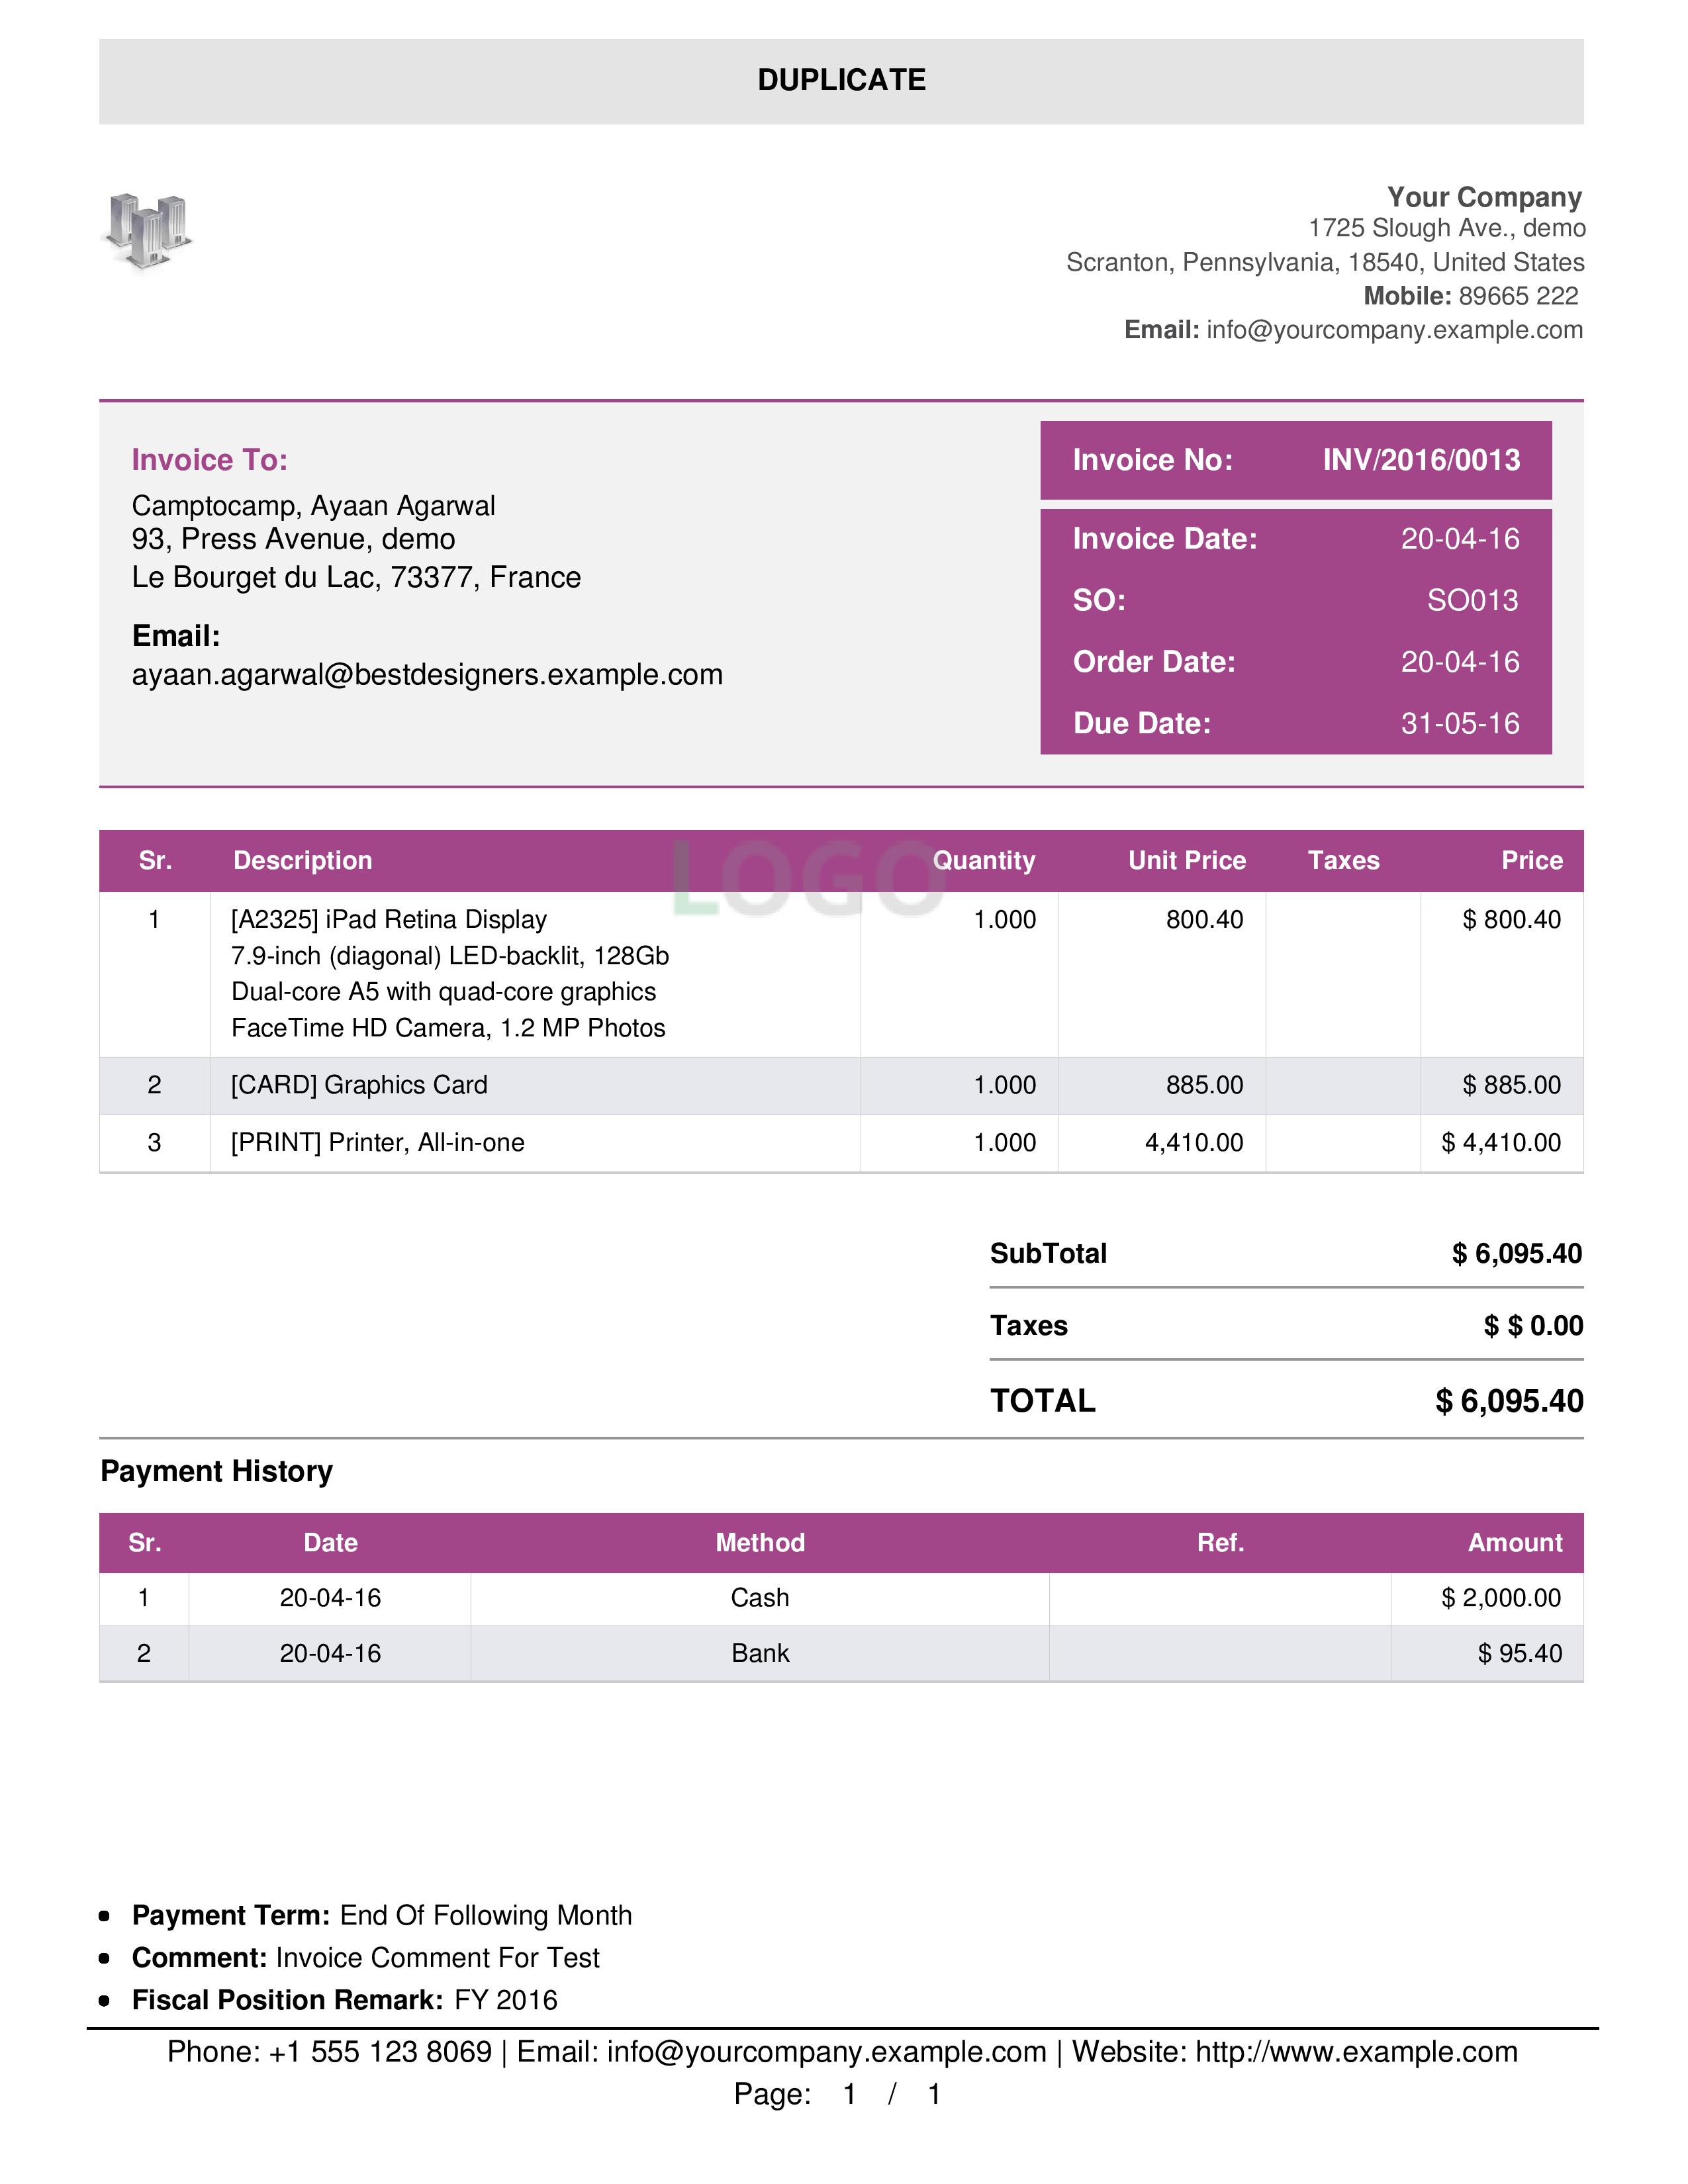 DUPLICATE
Your Company
1725 Slough Ave., demo
Scranton, Pennsylvania, 18540, United States
Mobile: 89665 222
Email: info@yourcompany.example.com
Invoice To:
Camptocamp, Ayaan Agarwal
93, Press Avenue, demo
Le Bourget du Lac, 73377, France
Email:
ayaan.agarwal@bestdesigners.example.com
Invoice No: INV/2016/0013
Invoice Date: 20-04-16
SO: SO013
Order Date: 20-04-16
Due Date: 31-05-16
LOGO
Sr. Description Quantity Unit Price Taxes Price
1 [A2325] iPad Retina Display 1.000 800.40 $ 800.40
7.9-inch (diagonal) LED-backlit, 128Gb
Dual-core A5 with quad-core graphics
FaceTime HD Camera, 1.2 MP Photos
2 [CARD] Graphics Card 1.000 885.00 $ 885.00
3 [PRINT] Printer, All-in-one 1.000 4,410.00 $ 4,410.00
SubTotal $ 6,095.40
Taxes $ $ 0.00
TOTAL $ 6,095.40
Payment History
Sr. Date Method Ref. Amount
1 20-04-16 Cash $ 2,000.00
2 20-04-16 Bank $ 95.40
• Payment Term: End Of Following Month
• Comment: Invoice Comment For Test
• Fiscal Position Remark: FY 2016
Phone: +1 555 123 8069 | Email: info@yourcompany.example.com | Website: http://www.example.com
Page: 1 / 1